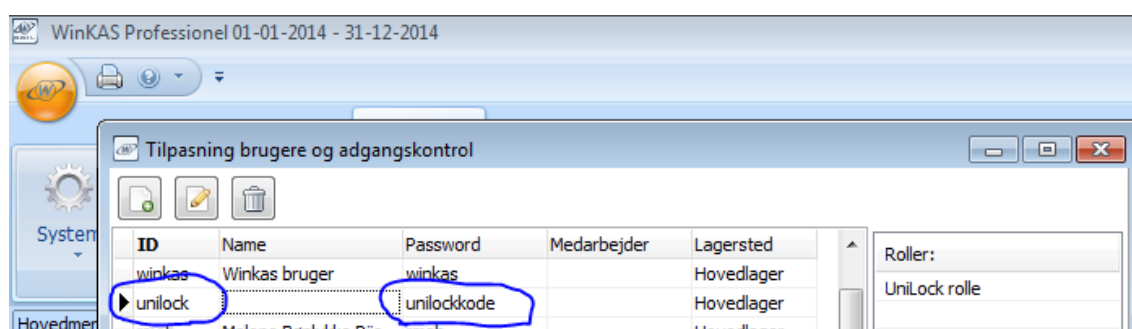 WinKAS Professionel 01-01-2014 - 31-12-2014
Tilpasning brugere og adgangskontrol
System
ID Name Password Medarbejder Lagersted
Roller:
winkas Winkas bruger winkas Hovedlager
UniLock rolle
unilock unilockkode Hovedlager
Hovedmen